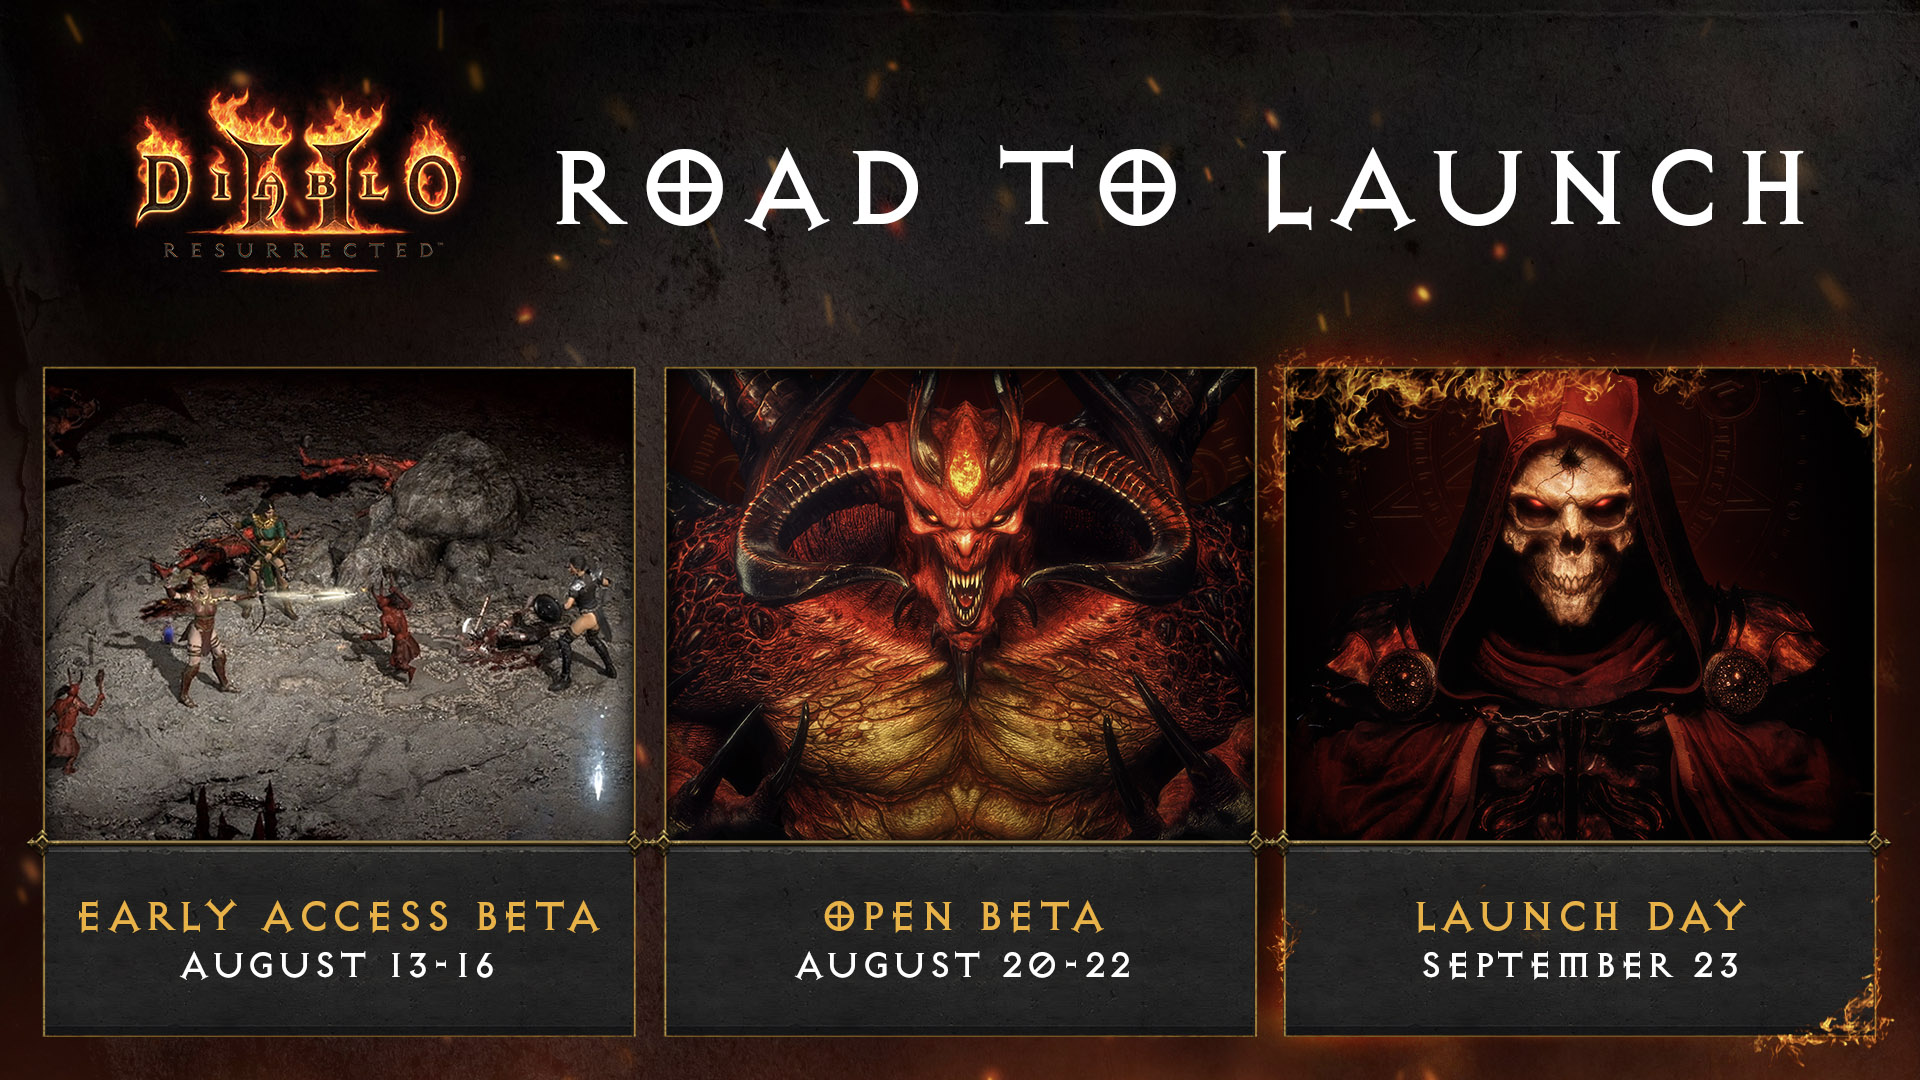 DIABLO II
RESURRECTED™
ROAD TO LAUNCH
EARLY ACCESS BETA
AUGUST 13-16
OPEN BETA
AUGUST 20-22
LAUNCH DAY
SEPTEMBER 23